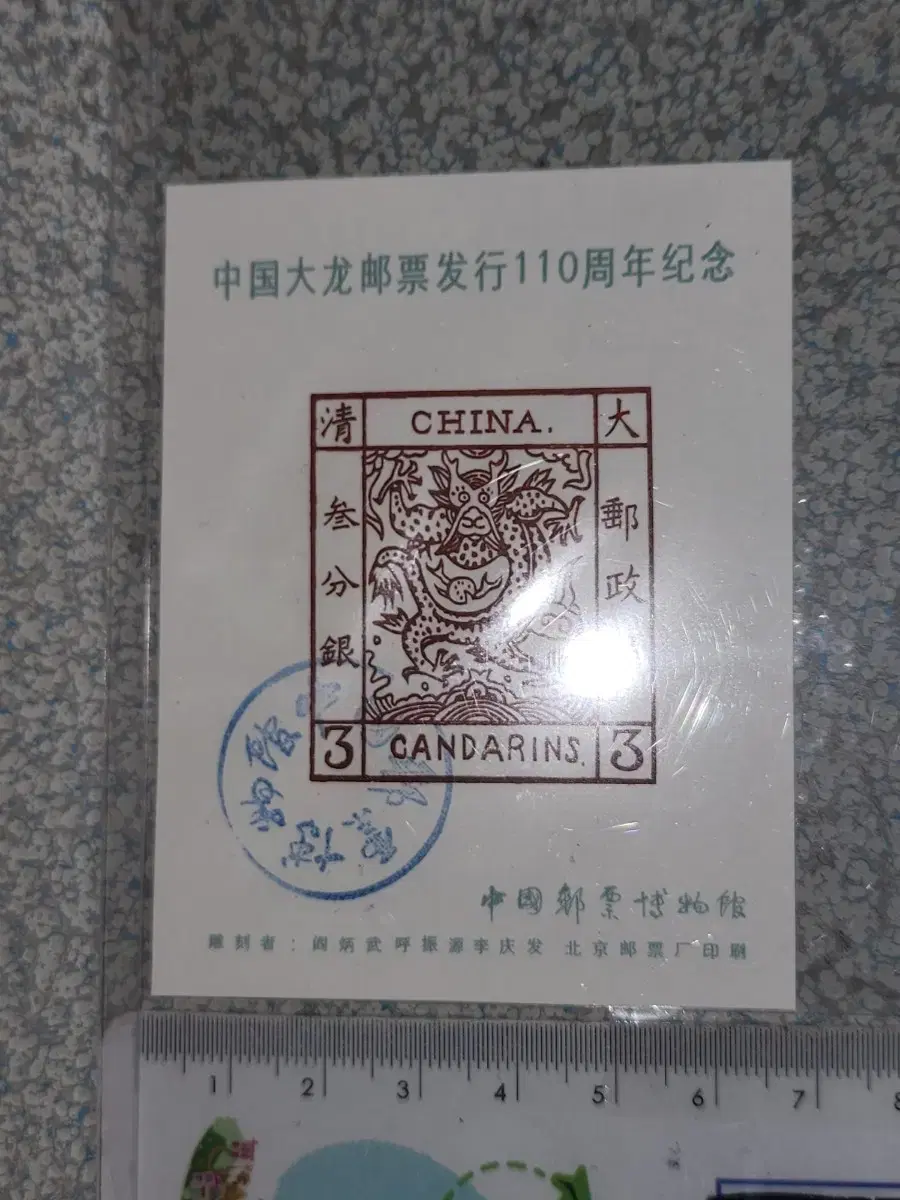 中国大龙邮票发行110周年纪念
清 CHINA. 大
叁分銀
郵政
3 CANDARINS. 3
中国郵票博物馆
雕刻者：阎炳武呼振源李庆发 北京邮票厂印刷
1 2 3 4 5 6 7 8